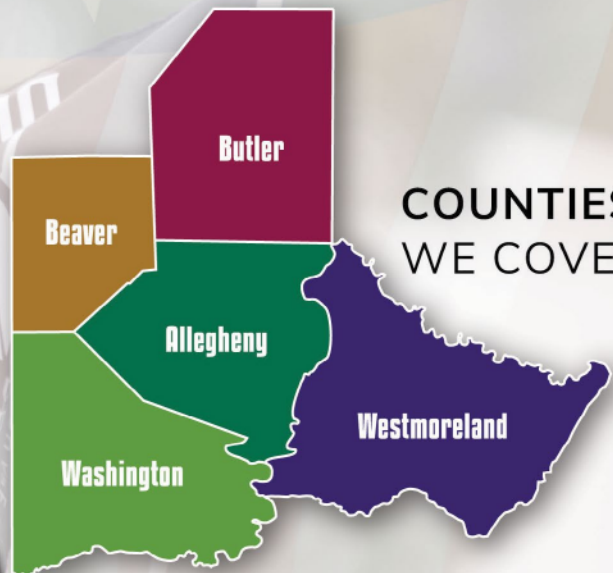 Butler
Beaver
COUNTIES
WE COVE
Allegheny
Westmoreland
Washington